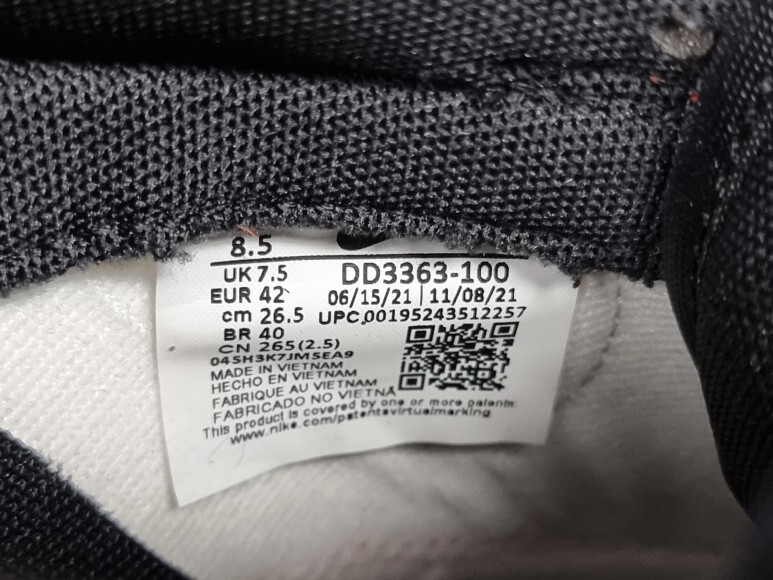 8.5
UK 7.5
EUR 42
cm 26.5
BR 40
CN 265(2.5)
045H3K7JM5EA9
MADE IN VIETNAM
HECHO EN VIETNAM
FABRIQUE AU VIETNAM
FABRICADO NO VIETNÃ
DD3363-100
06/15/21 | 11/08/21
UPC.00195243512257
This product is covered by one or more patents:
www.nike.com/patentsvirtualmarking